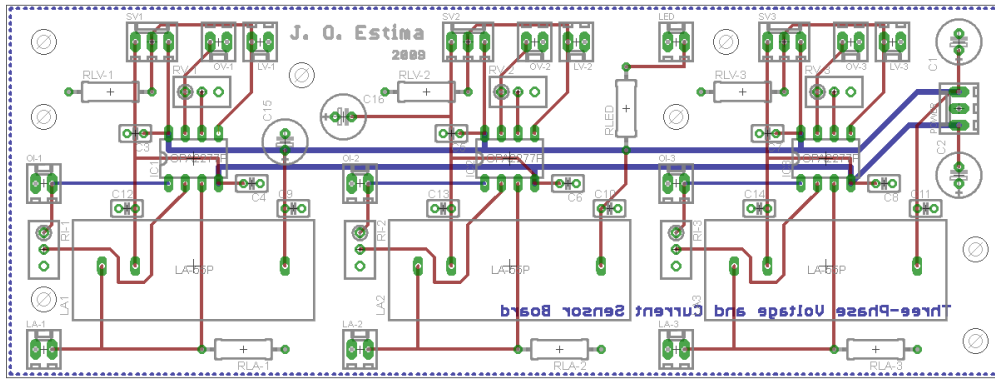 SV1
J. O. Estima
2009
SV2
LED
SV3
OV-1
LV-1
OV-2
LV-2
OV-3
LV-3
C1
RLV-1
RLV-2
RLED
RLV-3
C15
C16
POWER
C2
OI-1
OI-2
OI-3
C4
C6
C8
C12
C9
C13
C10
C14
C11
RI-1
RI-2
RI-3
LA-55P
LA-55P
LA-55P
LA1
LA2
Three-Phase Voltage and Current Sensor Board
LA-1
LA-2
LA-3
RLA-1
RLA-2
RLA-3